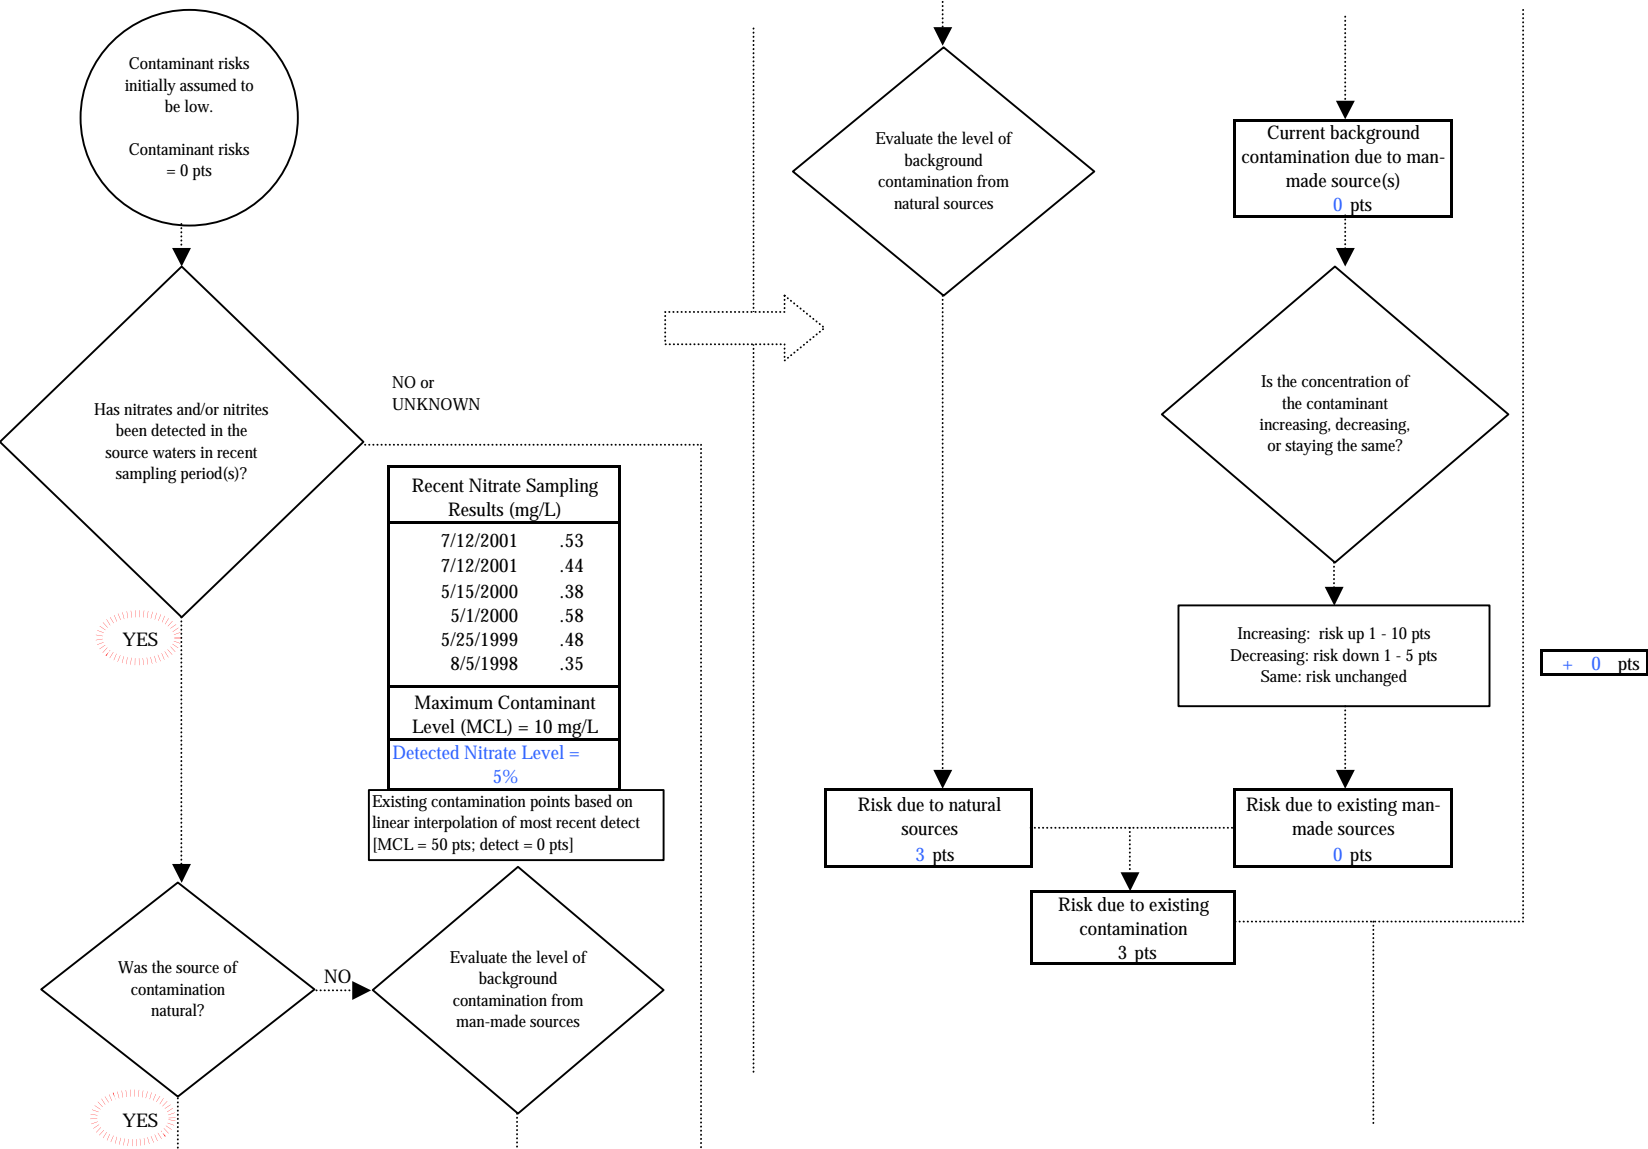 Contaminant risks
initially assumed to
be low.
Contaminant risks
= 0 pts
Has nitrates and/or nitrites
been detected in the
source waters in recent
sampling period(s)?
NO or
UNKNOWN
YES
Recent Nitrate Sampling
Results (mg/L)
7/12/2001 .53
7/12/2001 .44
5/15/2000 .38
5/1/2000 .58
5/25/1999 .48
8/5/1998 .35
Maximum Contaminant
Level (MCL) = 10 mg/L
Detected Nitrate Level =
5%
Existing contamination points based on
linear interpolation of most recent detect
[MCL = 50 pts; detect = 0 pts]
Was the source of
contamination
natural?
NO
YES
Evaluate the level of
background
contamination from
man-made sources
Evaluate the level of
background
contamination from
natural sources
Current background
contamination due to man-
made source(s)
0 pts
Is the concentration of
the contaminant
increasing, decreasing,
or staying the same?
Increasing: risk up 1 - 10 pts
Decreasing: risk down 1 - 5 pts
Same: risk unchanged
+ 0 pts
Risk due to natural
sources
3 pts
Risk due to existing man-
made sources
0 pts
Risk due to existing
contamination
3 pts